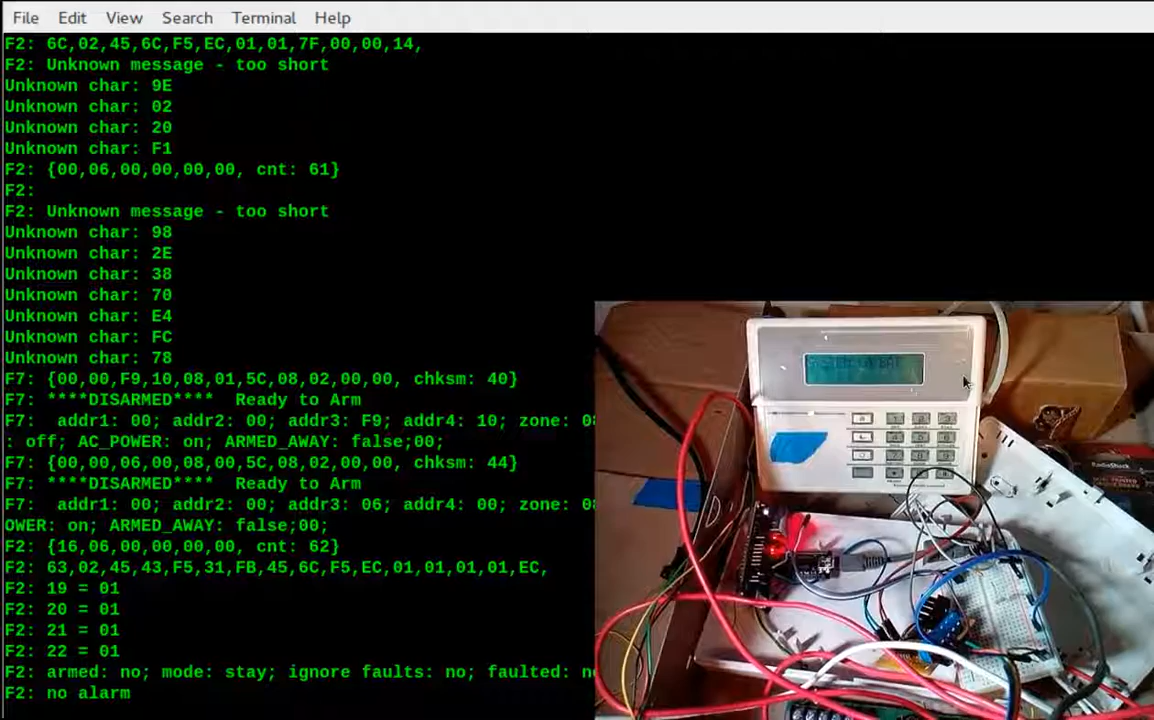 File Edit View Search Terminal Help
F2: 6C,02,45,6C,F5,EC,01,01,7F,00,00,14,
F2: Unknown message - too short
Unknown char: 9E
Unknown char: 02
Unknown char: 20
Unknown char: F1
F2: {00,06,00,00,00,00, cnt: 61}
F2:
F2: Unknown message - too short
Unknown char: 98
Unknown char: 2E
Unknown char: 38
Unknown char: 70
Unknown char: E4
Unknown char: FC
Unknown char: 78
F7: {00,00,F9,10,08,01,5C,08,02,00,00, chksm: 40}
F7: ****DISARMED****  Ready to Arm
F7:  addr1: 00; addr2: 00; addr3: F9; addr4: 10; zone: 08
: off; AC_POWER: on; ARMED_AWAY: false;00;
F7: {00,00,06,00,08,00,5C,08,02,00,00, chksm: 44}
F7: ****DISARMED****  Ready to Arm
F7:  addr1: 00; addr2: 00; addr3: 06; addr4: 00; zone: 08
OWER: on; ARMED_AWAY: false;00;
F2: {16,06,00,00,00,00, cnt: 62}
F2: 63,02,45,43,F5,31,FB,45,6C,F5,EC,01,01,01,01,EC,
F2: 19 = 01
F2: 20 = 01
F2: 21 = 01
F2: 22 = 01
F2: armed: no; mode: stay; ignore faults: no; faulted: no
F2: no alarm
RadioShack